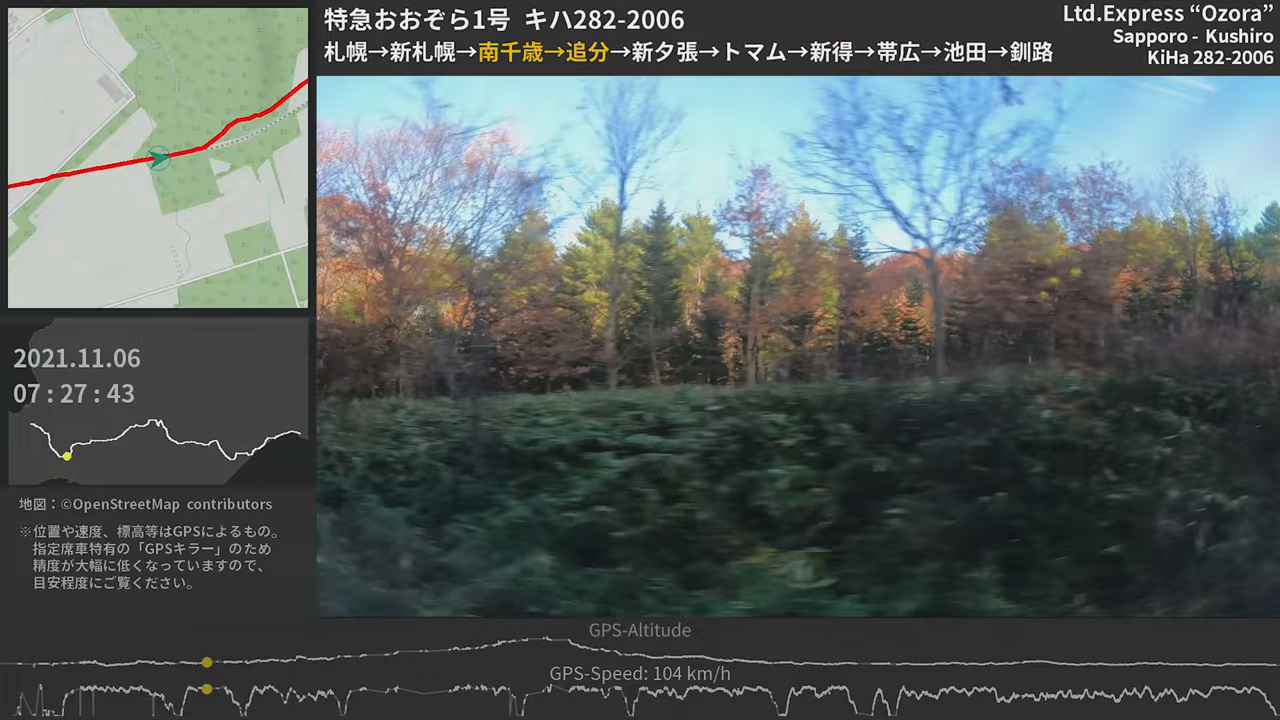 特急おおぞら1号 キハ282-2006
札幌→新札幌→南千歳→追分→新夕張→トマム→新得→帯広→池田→釧路
Ltd.Express “Ozora”
Sapporo - Kushiro
KiHa 282-2006
2021.11.06
07:27:43
地図：©OpenStreetMap contributors
※位置や速度、標高等はGPSによるもの。
指定席車特有の「GPSキラー」のため
精度が大幅に低くなっていますので、
目安程度にご覧ください。
GPS-Altitude
GPS-Speed: 104 km/h